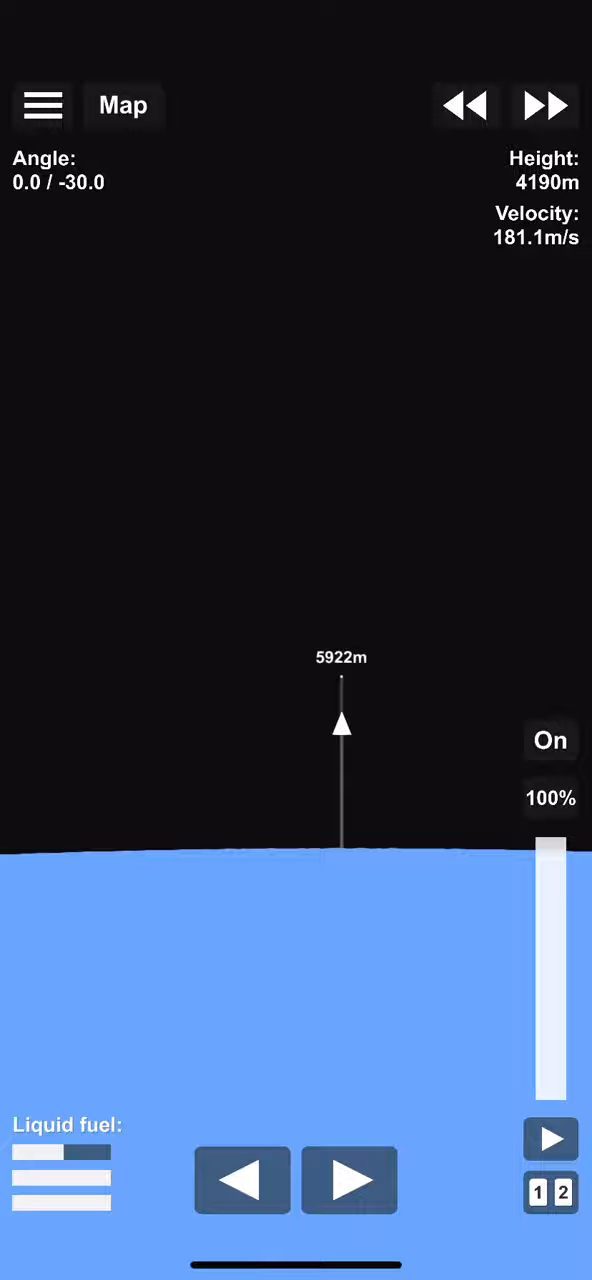 Map
Angle:
0.0 / -30.0
Height:
4190m
Velocity:
181.1m/s
5922m
On
100%
Liquid fuel:
1 2